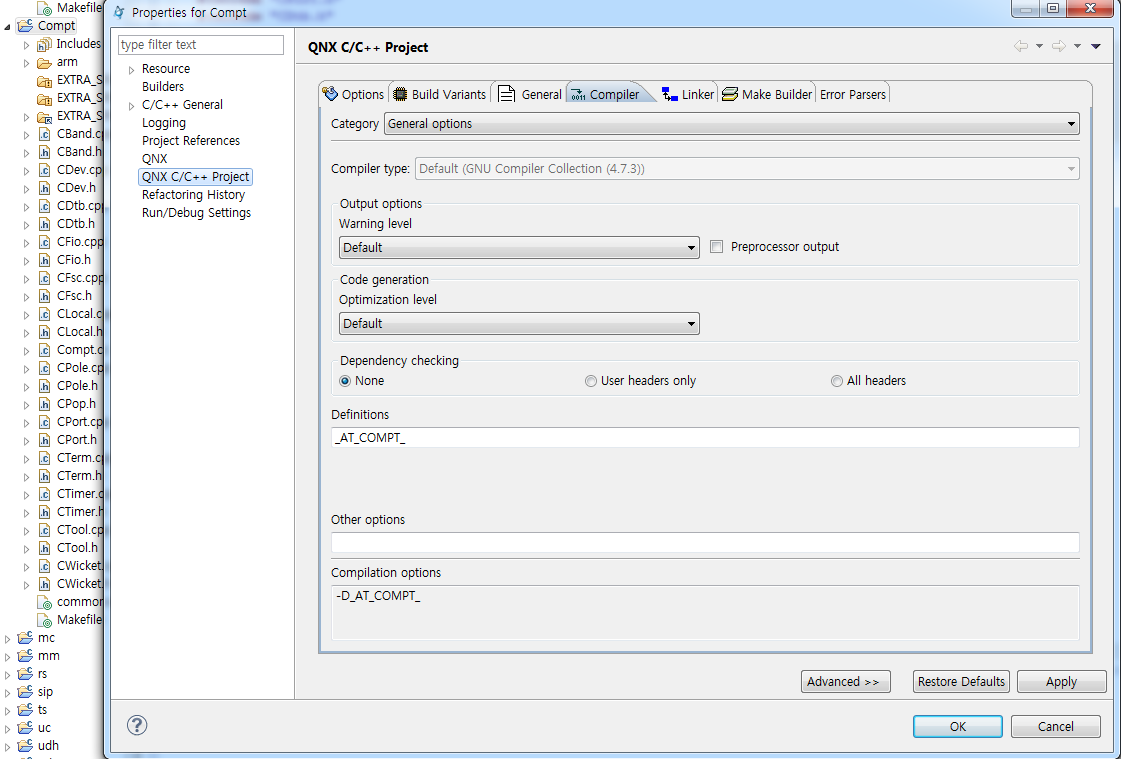 Makefile
Compt
Includes
arm
EXTRA_S
EXTRA_S
EXTRA_S
CBand.cp
CBand.h
CDev.cp
CDev.h
CDtb.cpp
CDtb.h
CFio.cpp
CFio.h
CFsc.cpp
CFsc.h
CLocal.c
CLocal.h
Compt.c
CPole.cp
CPole.h
CPop.h
CPort.cp
CPort.h
CTerm.cp
CTerm.h
CTimer.c
CTimer.h
CTool.cp
CTool.h
CWicket.
CWicket.
common
Makefile
mc
mm
rs
sip
ts
uc
udh
Properties for Compt
type filter text
Resource
Builders
C/C++ General
Logging
Project References
QNX
QNX C/C++ Project
Refactoring History
Run/Debug Settings
QNX C/C++ Project
Options Build Variants General Compiler Linker Make Builder Error Parsers
Category General options
Compiler type: Default (GNU Compiler Collection (4.7.3))
Output options
Warning level
Default Preprocessor output
Code generation
Optimization level
Default
Dependency checking
None User headers only All headers
Definitions
_AT_COMPT_
Other options
Compilation options
-D_AT_COMPT_
Advanced >> Restore Defaults Apply
? OK Cancel